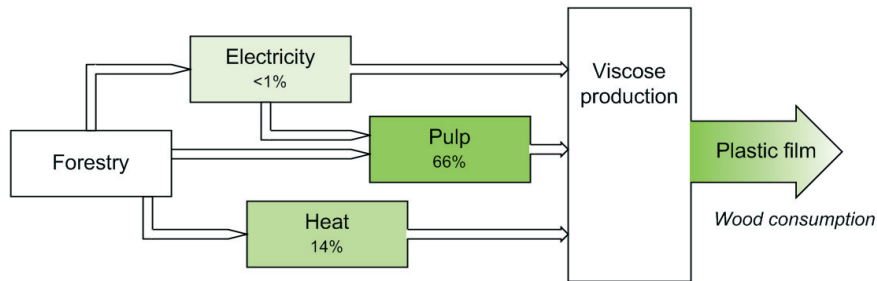 Electricity
<1%
Viscose
production
Forestry
Pulp
66%
Plastic film
Heat
14%
Wood consumption